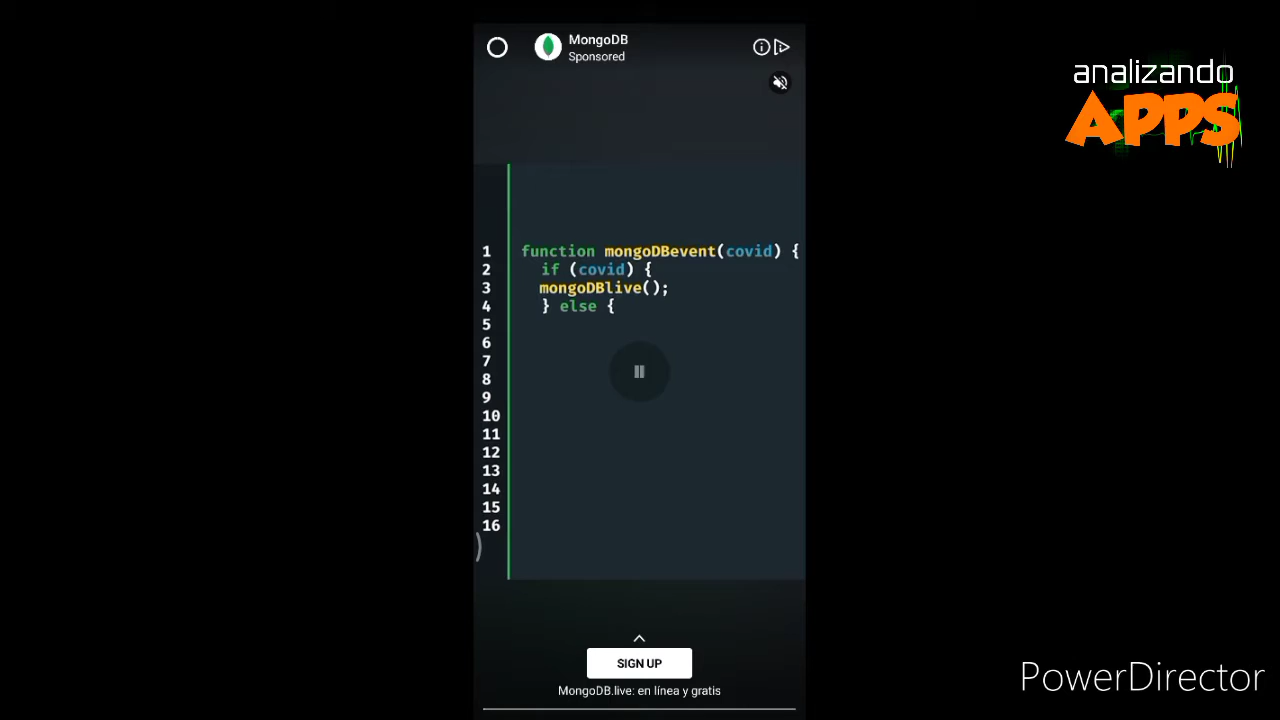 MongoDB
Sponsored
analizando
APPS
1 function mongoDBevent(covid) {
2 if (covid) {
3 mongoDBlive();
4 } else {
5
6
7
8
9
10
11
12
13
14
15
16
SIGN UP
MongoDB.live: en línea y gratis
PowerDirector